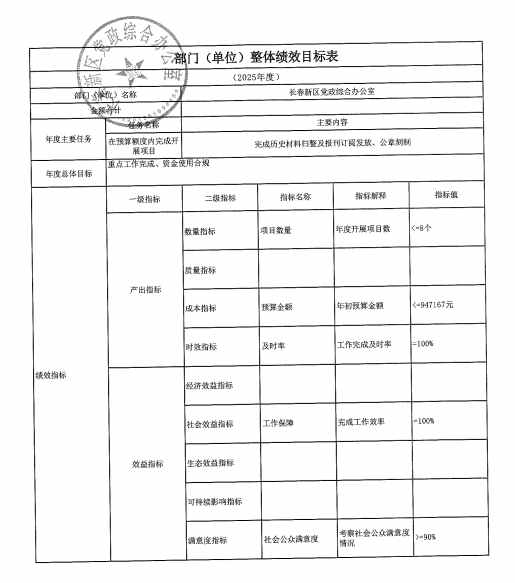 部门（单位）整体绩效目标表
（2025年度）
部门（单位）名称 长春新区党政综合办公室
金额合计
年度主要任务 任务名称 主要内容
在预算额度内完成开展项目 完成历史材料归整及报刊订阅发放、公章刻制
年度总体目标 重点工作完成、资金使用合规
绩效指标 一级指标 二级指标 指标名称 指标解释 指标值
产出指标 数量指标 项目数量 年度开展项目数 <=8个
质量指标
成本指标 预算金额 年初预算金额 <=947167元
时效指标 及时率 工作完成及时率 =100%
效益指标 经济效益指标
社会效益指标 工作保障 完成工作效率 =100%
生态效益指标
可持续影响指标
满意度指标 社会公众满意度 考察社会公众满意度情况 >=90%
新区党政综合办公室